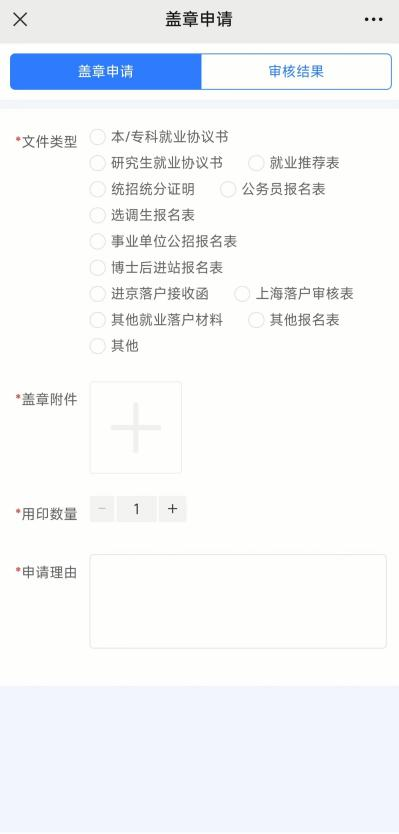 盖章申请
盖章申请 审核结果
*文件类型 本/专科就业协议书
研究生就业协议书 就业推荐表
统招统分证明 公务员报名表
选调生报名表
事业单位公招报名表
博士后进站报名表
进京落户接收函 上海落户审核表
其他就业落户材料 其他报名表
其他
*盖章附件
*用印数量 − 1 +
*申请理由